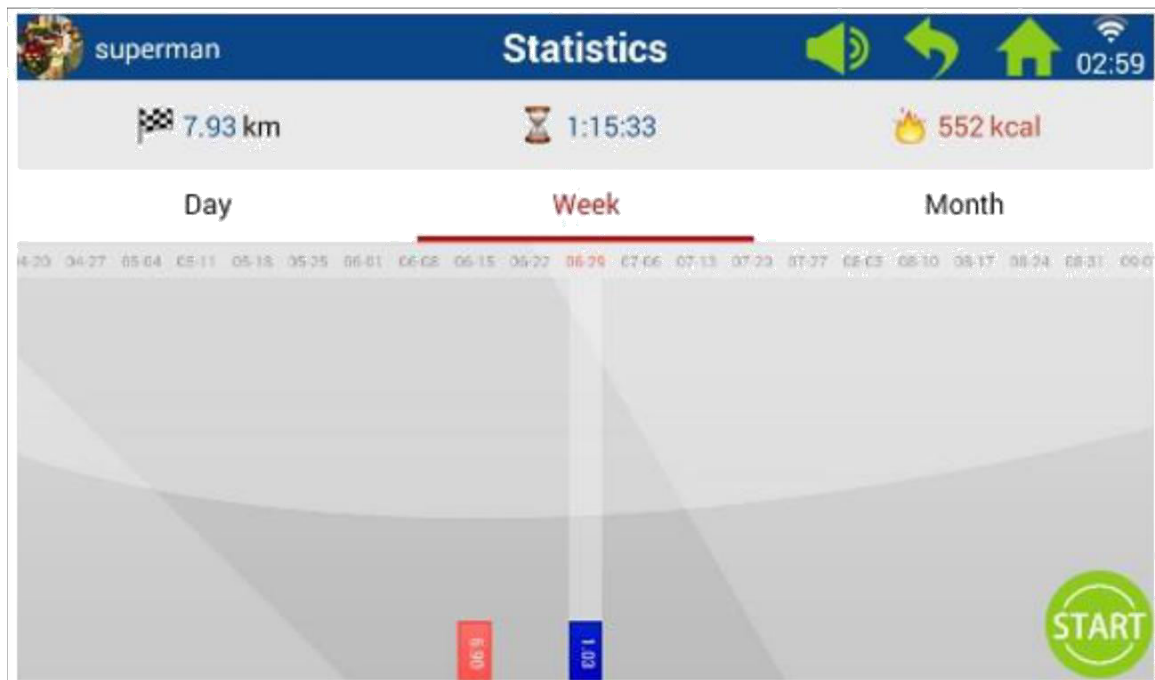 superman Statistics 02:59
7.93 km 1:15:33 552 kcal
Day Week Month
04-27 05-04 05-11 05-18 05-25 06-01 06-08 06-15 06-22 06-29 07-06 07-13 07-20 07-27 08-03 08-10 08-17 08-24 08-31
START
6.90 1.03